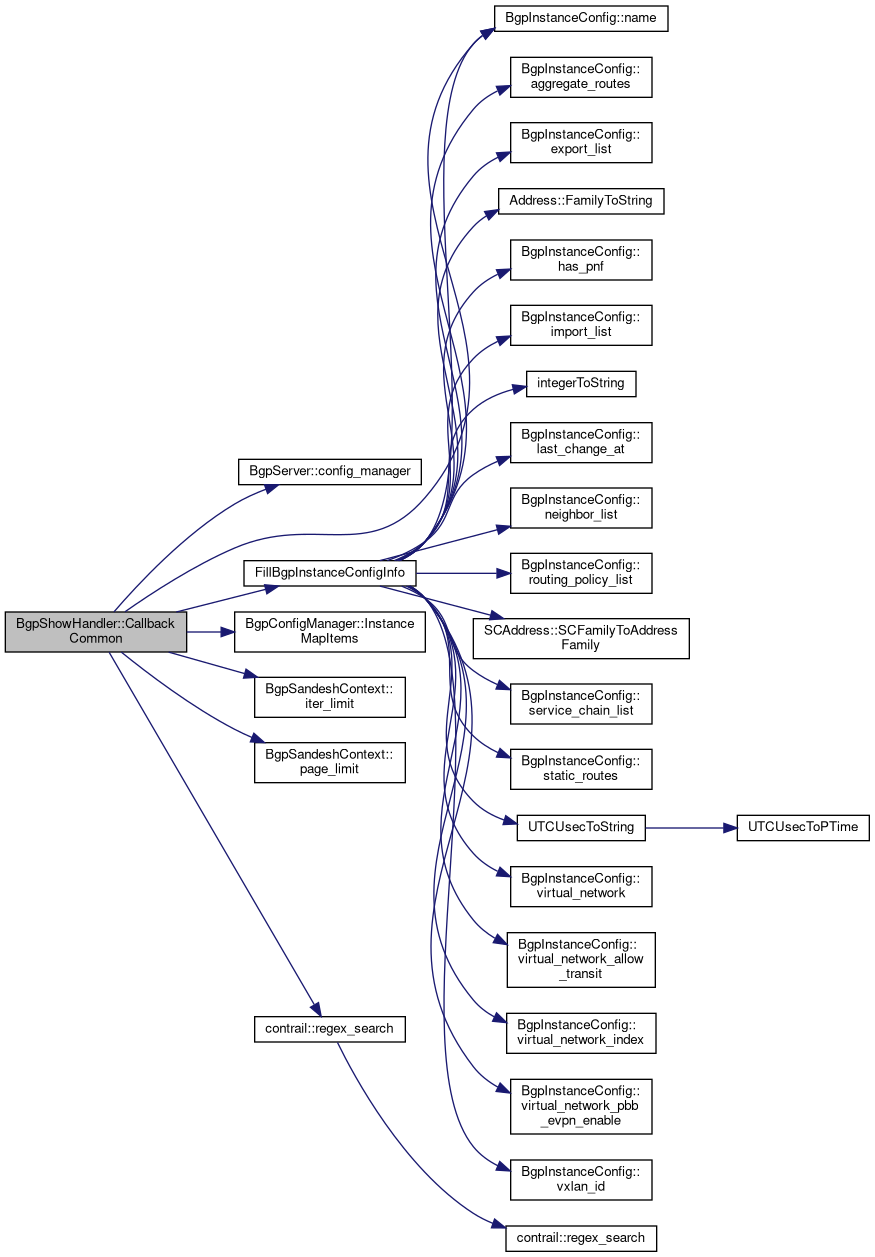 BgpInstanceConfig::name
BgpInstanceConfig::
aggregate_routes
BgpInstanceConfig::
export_list
Address::FamilyToString
BgpInstanceConfig::
has_pnf
BgpInstanceConfig::
import_list
integerToString
BgpInstanceConfig::
last_change_at
BgpServer::config_manager
BgpInstanceConfig::
neighbor_list
FillBgpInstanceConfigInfo
BgpInstanceConfig::
routing_policy_list
BgpShowHandler::Callback
Common
BgpConfigManager::Instance
MapItems
SCAddress::SCFamilyToAddress
Family
BgpSandeshContext::
iter_limit
BgpInstanceConfig::
service_chain_list
BgpSandeshContext::
page_limit
BgpInstanceConfig::
static_routes
UTCUsecToString
UTCUsecToPTime
BgpInstanceConfig::
virtual_network
BgpInstanceConfig::
virtual_network_allow
_transit
contrail::regex_search
BgpInstanceConfig::
virtual_network_index
BgpInstanceConfig::
virtual_network_pbb
_evpn_enable
BgpInstanceConfig::
vxlan_id
contrail::regex_search